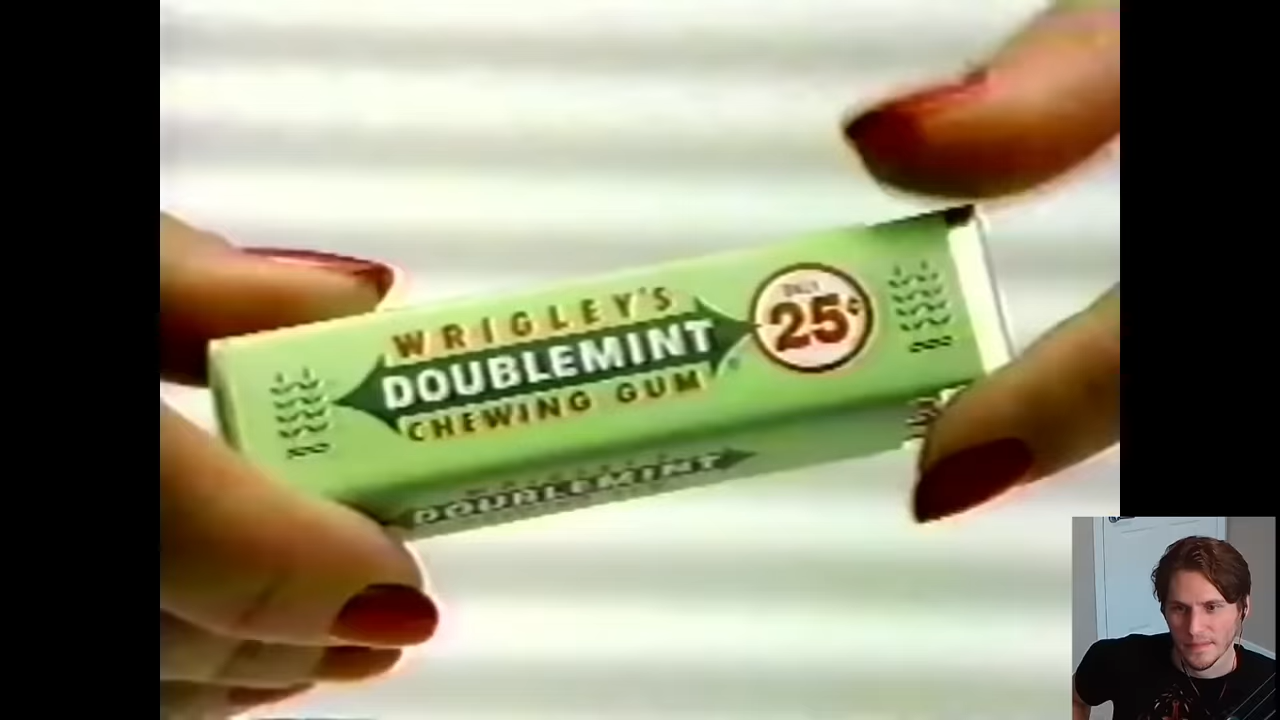 WRIGLEY'S
DOUBLEMINT
CHEWING GUM
ONLY
25¢
DOUBLEMINT